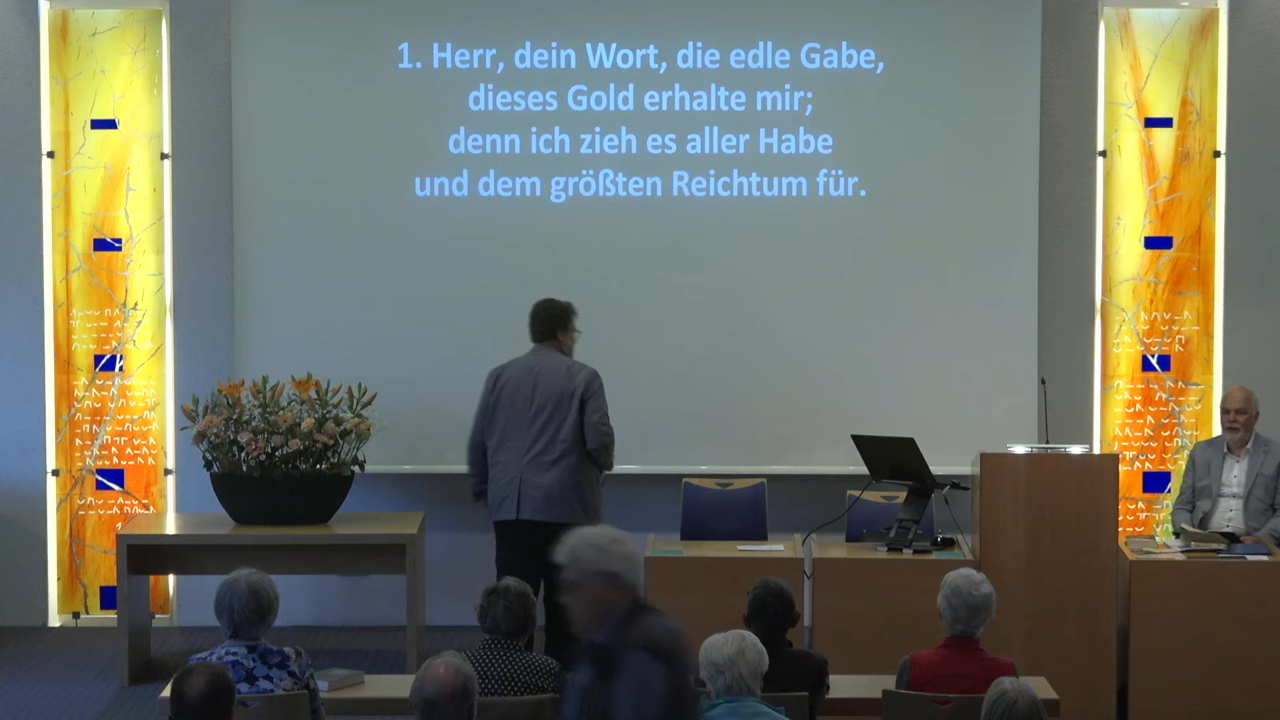 1. Herr, dein Wort, die edle Gabe,
dieses Gold erhalte mir;
denn ich zieh es aller Habe
und dem größten Reichtum für.